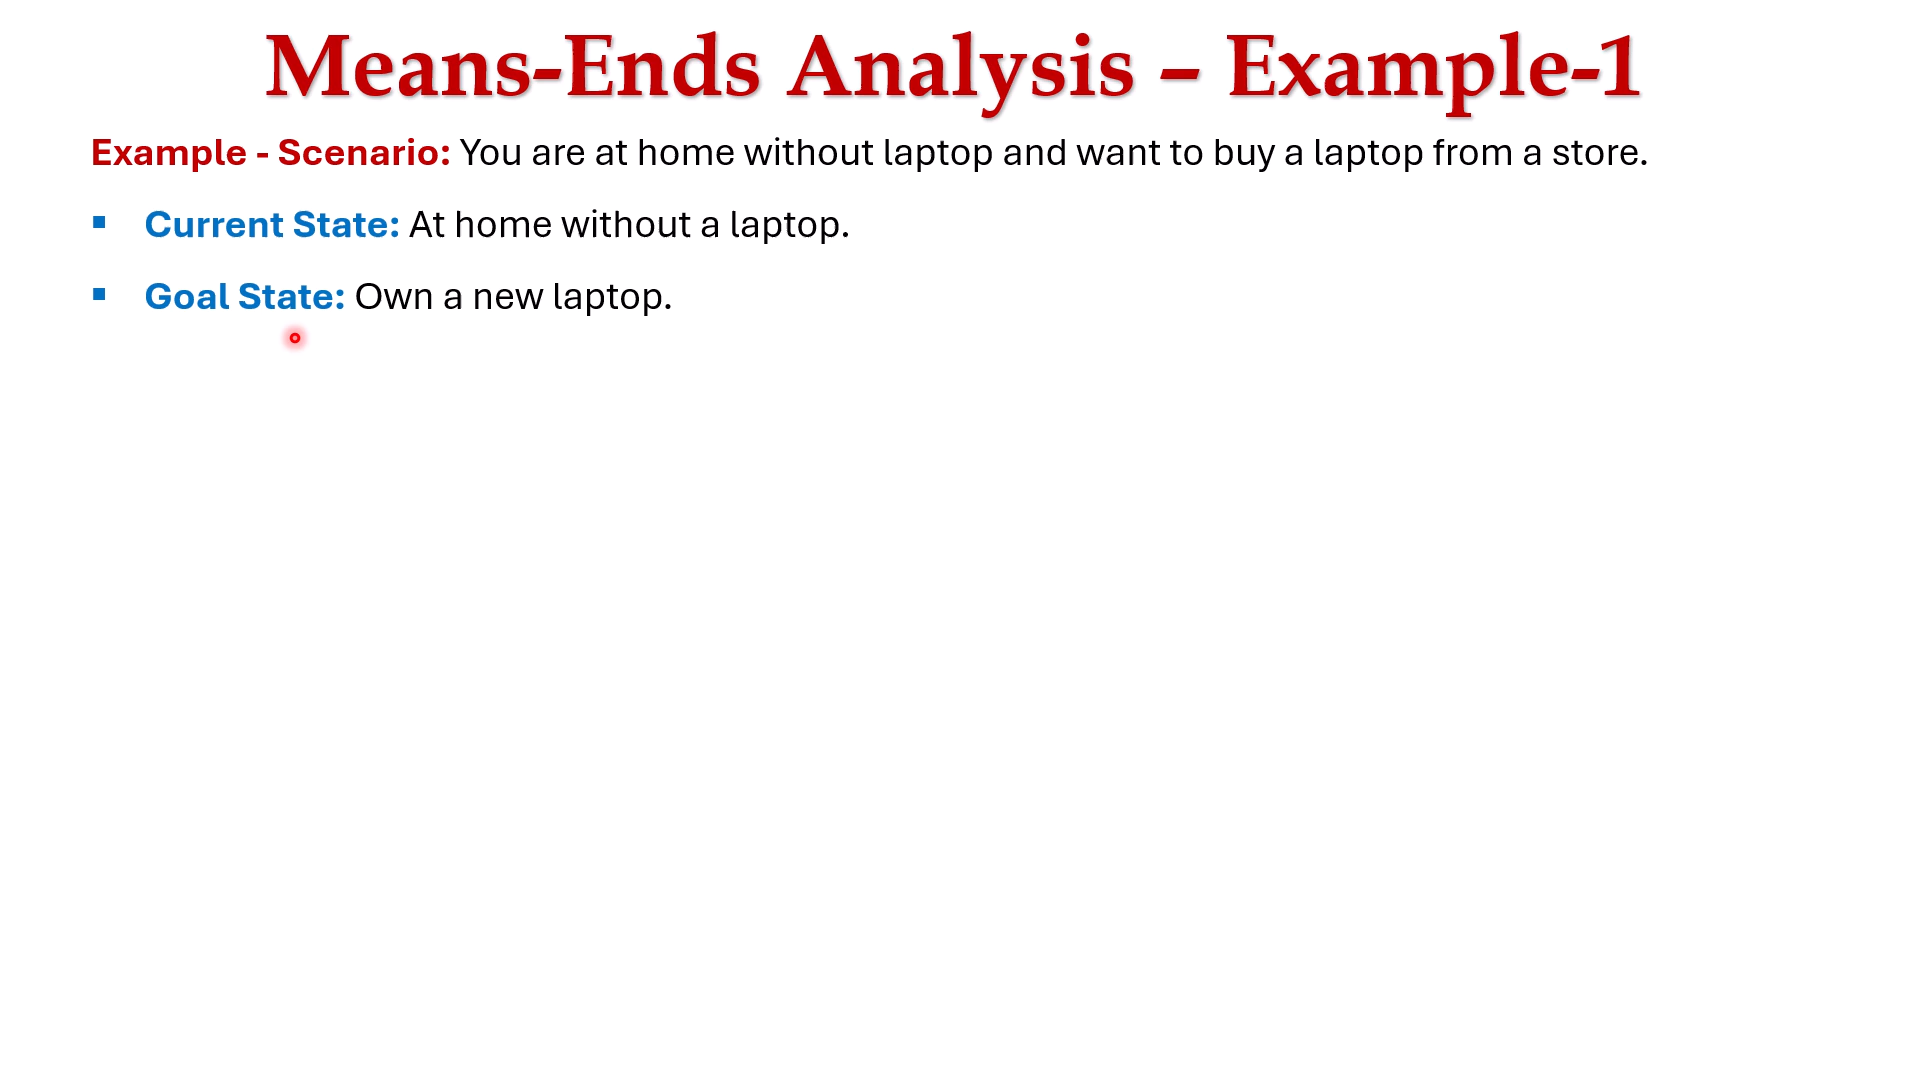 Means-Ends Analysis – Example-1
Example - Scenario: You are at home without laptop and want to buy a laptop from a store.
▪ Current State: At home without a laptop.
▪ Goal State: Own a new laptop.